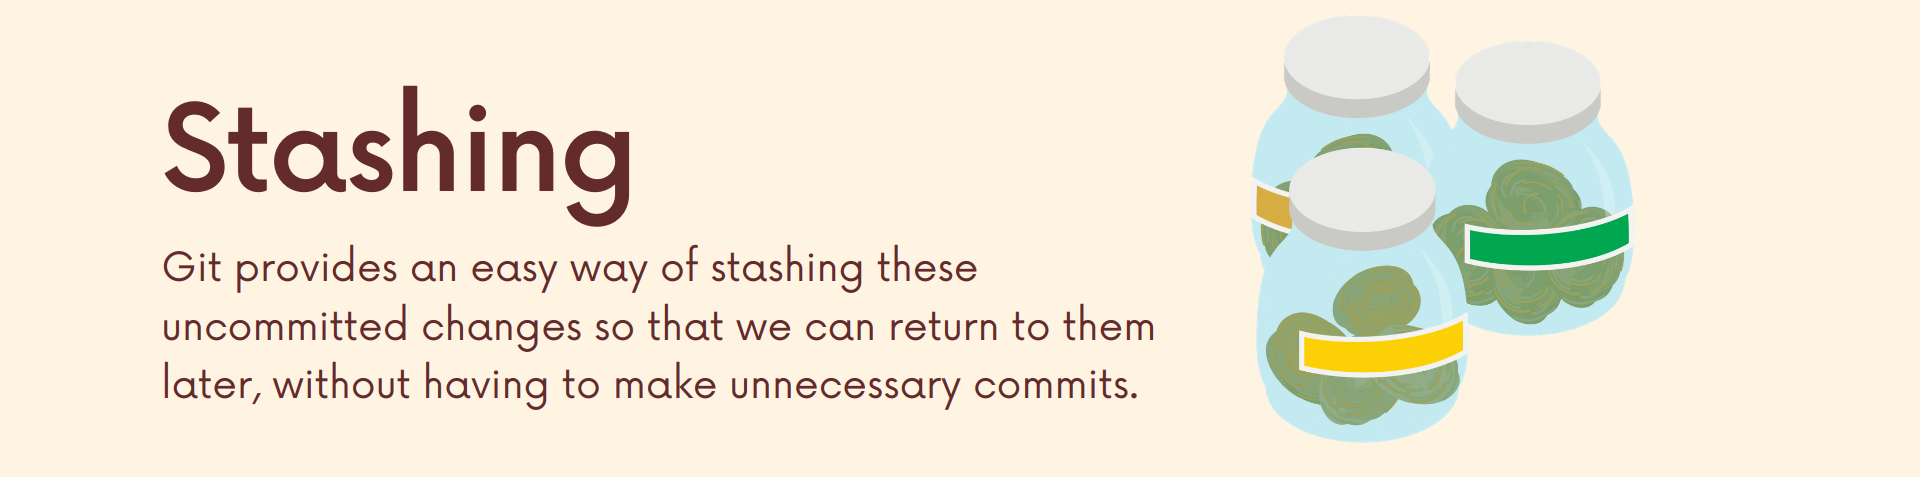 Stashing
Git provides an easy way of stashing these
uncommitted changes so that we can return to them
later, without having to make unnecessary commits.